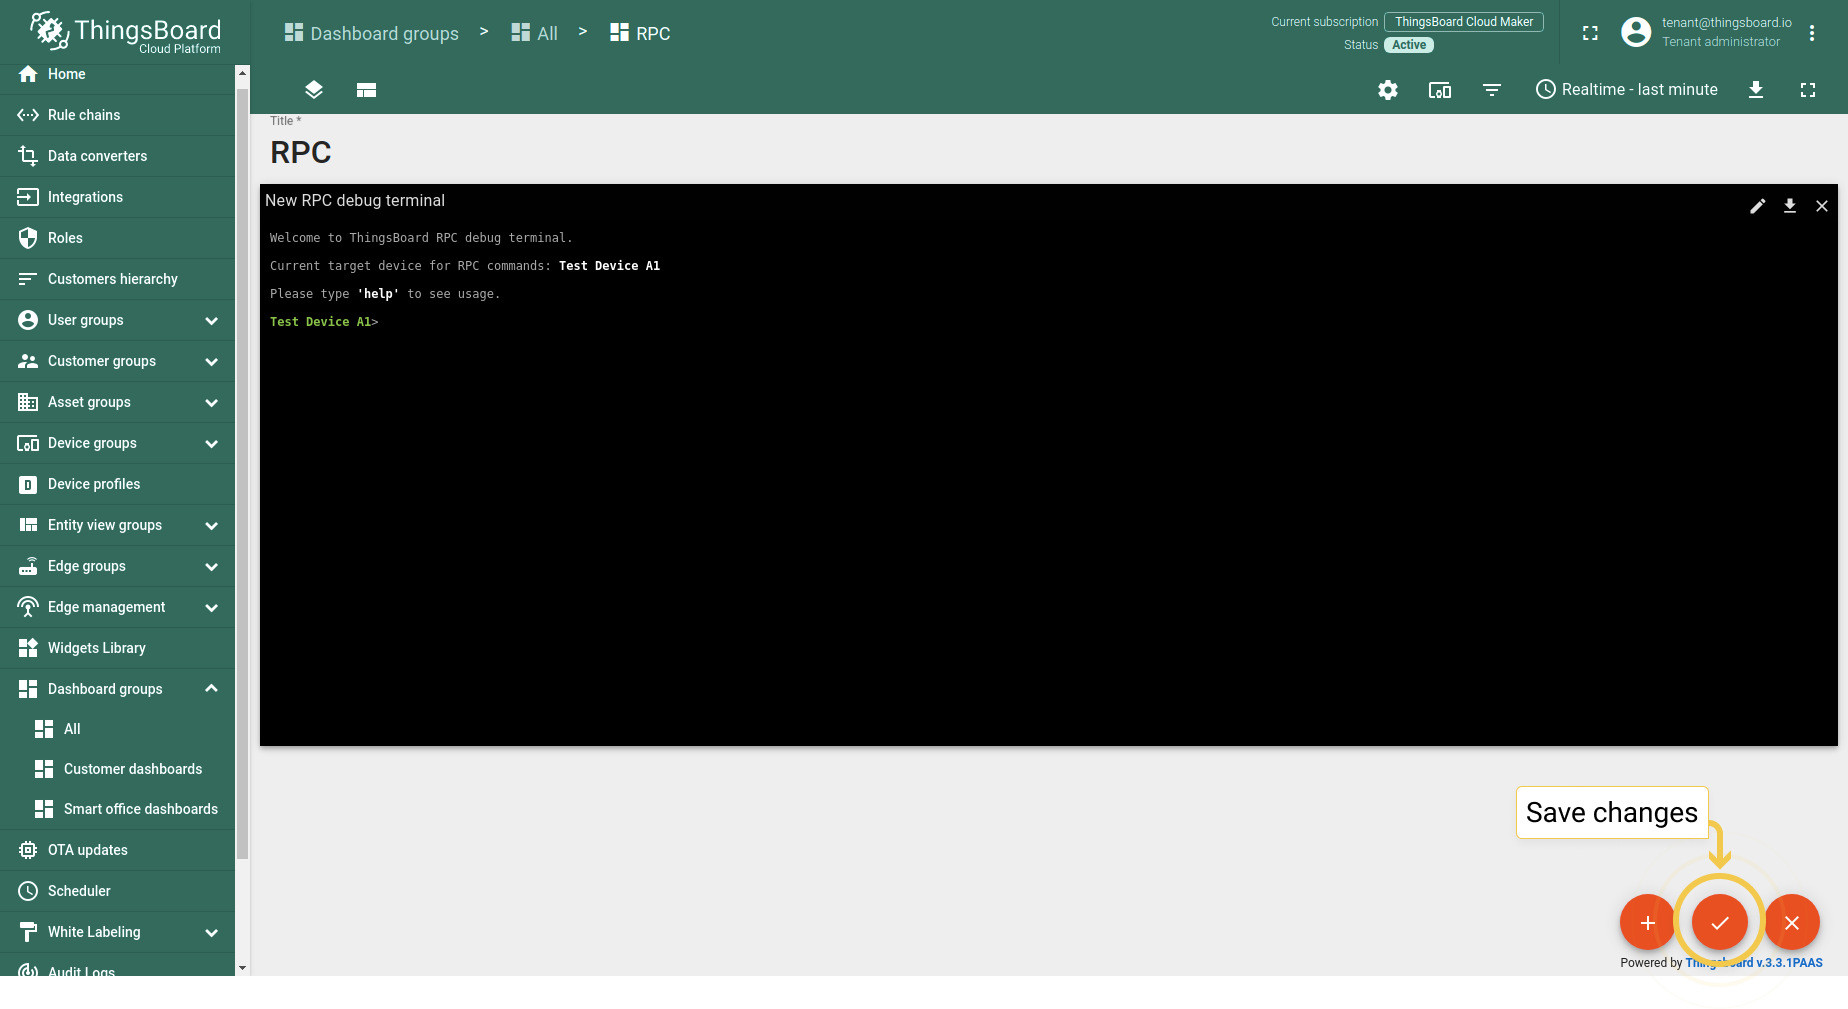 ThingsBoard
Cloud Platform
Dashboard groups > All > RPC
Current subscription ThingsBoard Cloud Maker
Status Active
tenant@thingsboard.io
Tenant administrator
Realtime - last minute
Home
Rule chains
Data converters
Integrations
Roles
Customers hierarchy
User groups
Customer groups
Asset groups
Device groups
Device profiles
Entity view groups
Edge groups
Edge management
Widgets Library
Dashboard groups
All
Customer dashboards
Smart office dashboards
OTA updates
Scheduler
White Labeling
Audit Logs
Title *
RPC
New RPC debug terminal
Welcome to ThingsBoard RPC debug terminal.
Current target device for RPC commands: Test Device A1
Please type 'help' to see usage.
Test Device A1>
Save changes
Powered by Thingsboard v.3.3.1PAAS